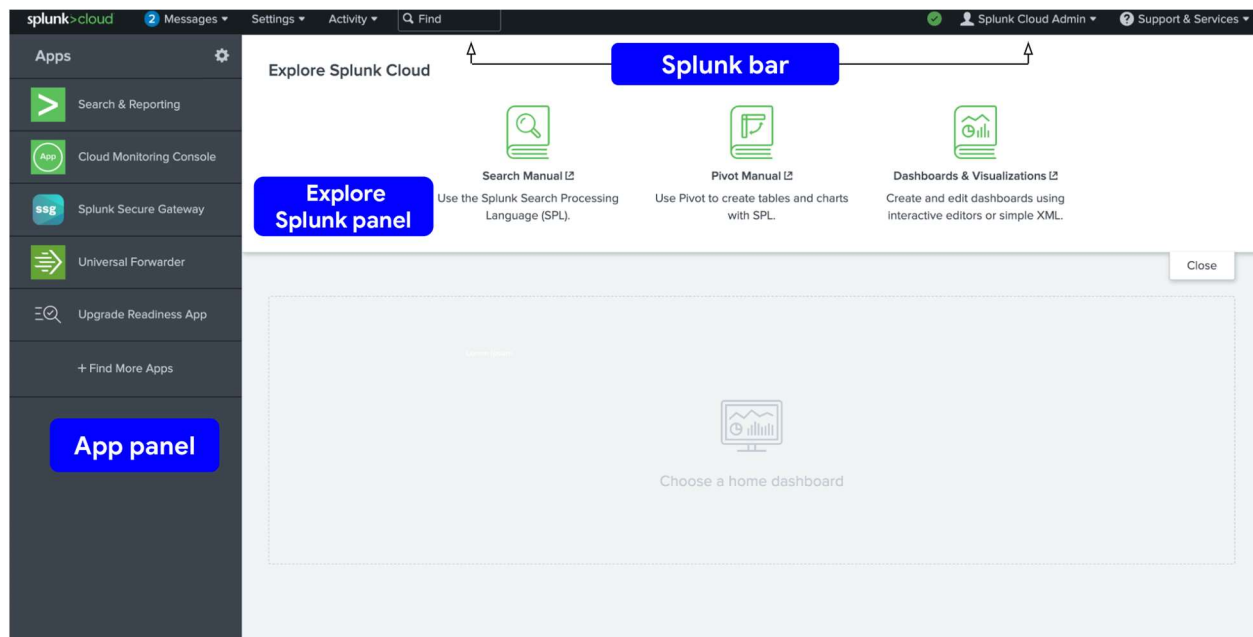 splunk>cloud 2 Messages Settings Activity Find Splunk Cloud Admin Support & Services
Apps
Search & Reporting
App
Cloud Monitoring Console
ssg
Splunk Secure Gateway
Universal Forwarder
Upgrade Readiness App
+ Find More Apps
App panel
Splunk bar
Explore Splunk Cloud
Explore
Splunk panel
Search Manual
Use the Splunk Search Processing
Language (SPL).
Pivot Manual
Use Pivot to create tables and charts
with SPL.
Dashboards & Visualizations
Create and edit dashboards using
interactive editors or simple XML.
Close
Choose a home dashboard